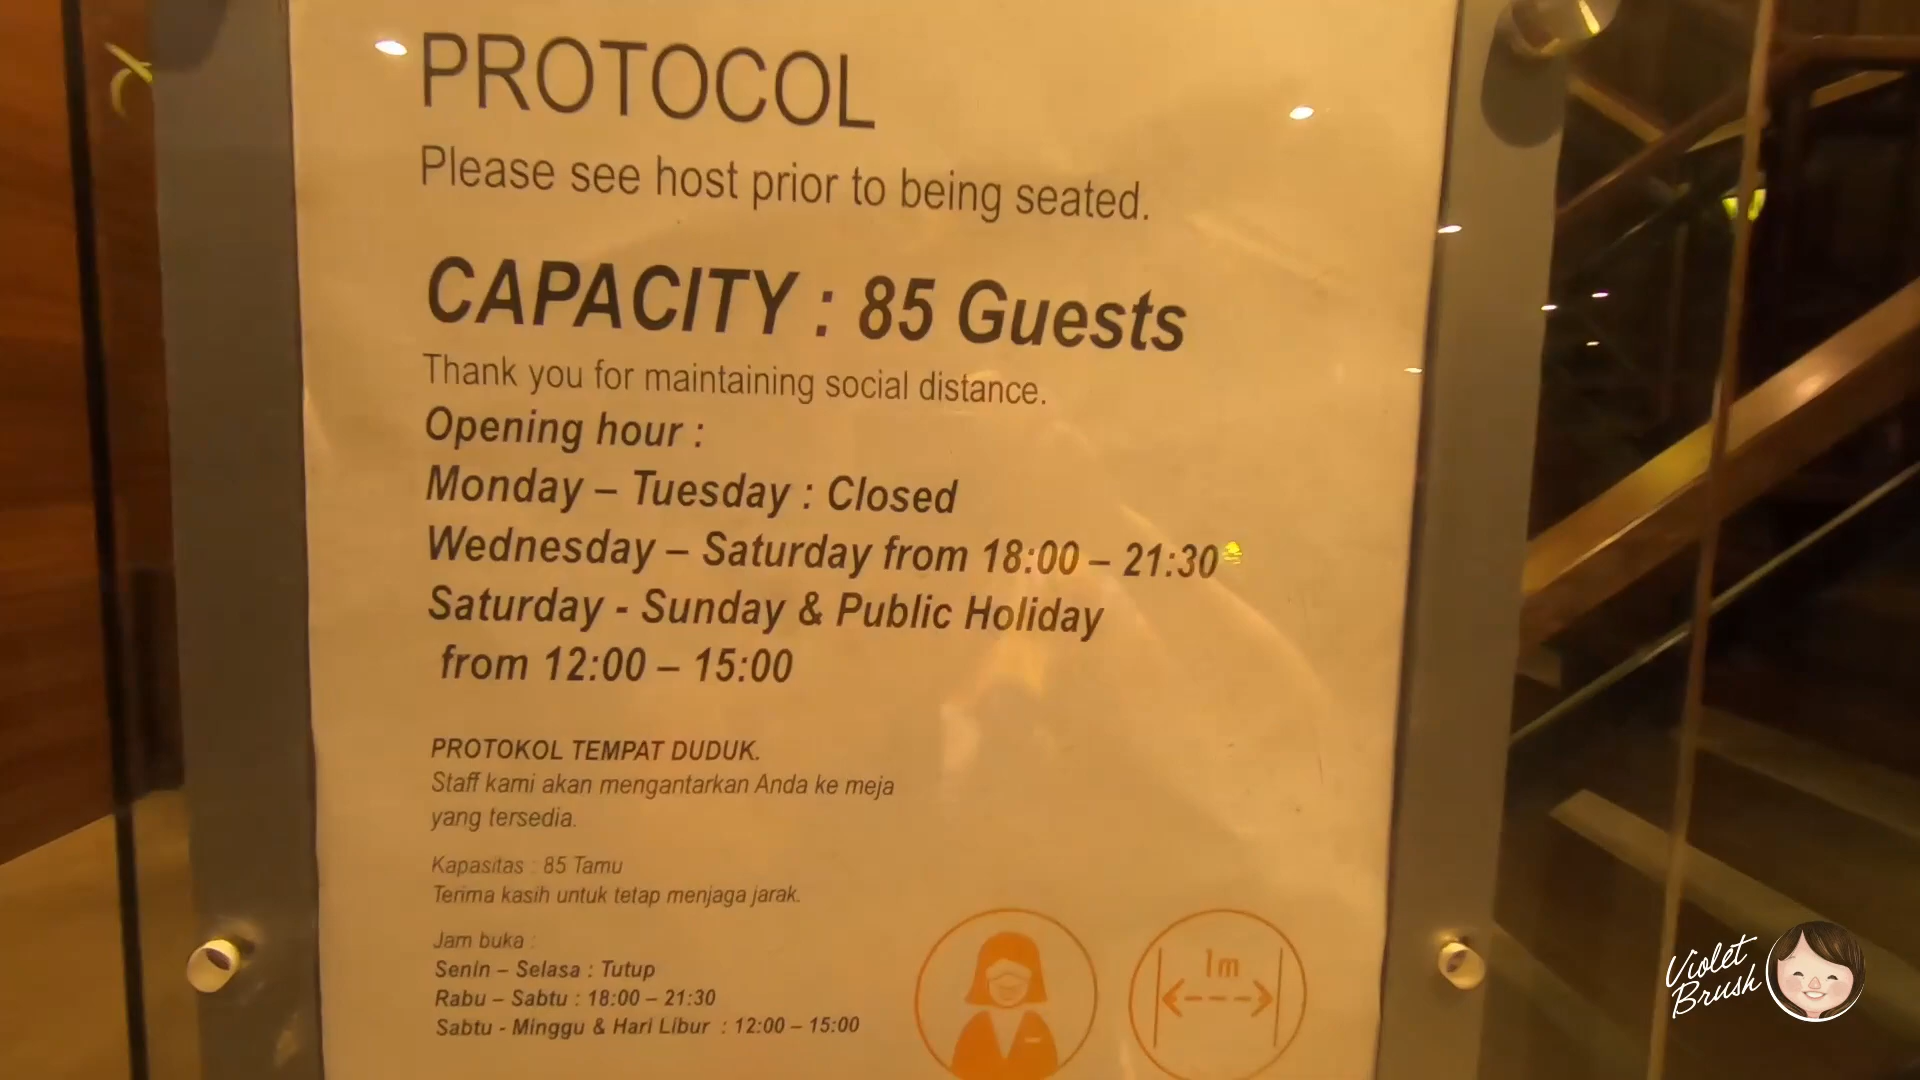 PROTOCOL
Please see host prior to being seated.
CAPACITY : 85 Guests
Thank you for maintaining social distance.
Opening hour :
Monday – Tuesday : Closed
Wednesday – Saturday from 18:00 – 21:30
Saturday - Sunday & Public Holiday
from 12:00 – 15:00
PROTOKOL TEMPAT DUDUK.
Staff kami akan mengantarkan Anda ke meja
yang tersedia.
Kapasitas : 85 Tamu
Terima kasih untuk tetap menjaga jarak.
Jam buka :
Senin – Selasa : Tutup
Rabu – Sabtu : 18:00 – 21:30
Sabtu - Minggu & Hari Libur : 12:00 – 15:00
1m
Violet
Brush